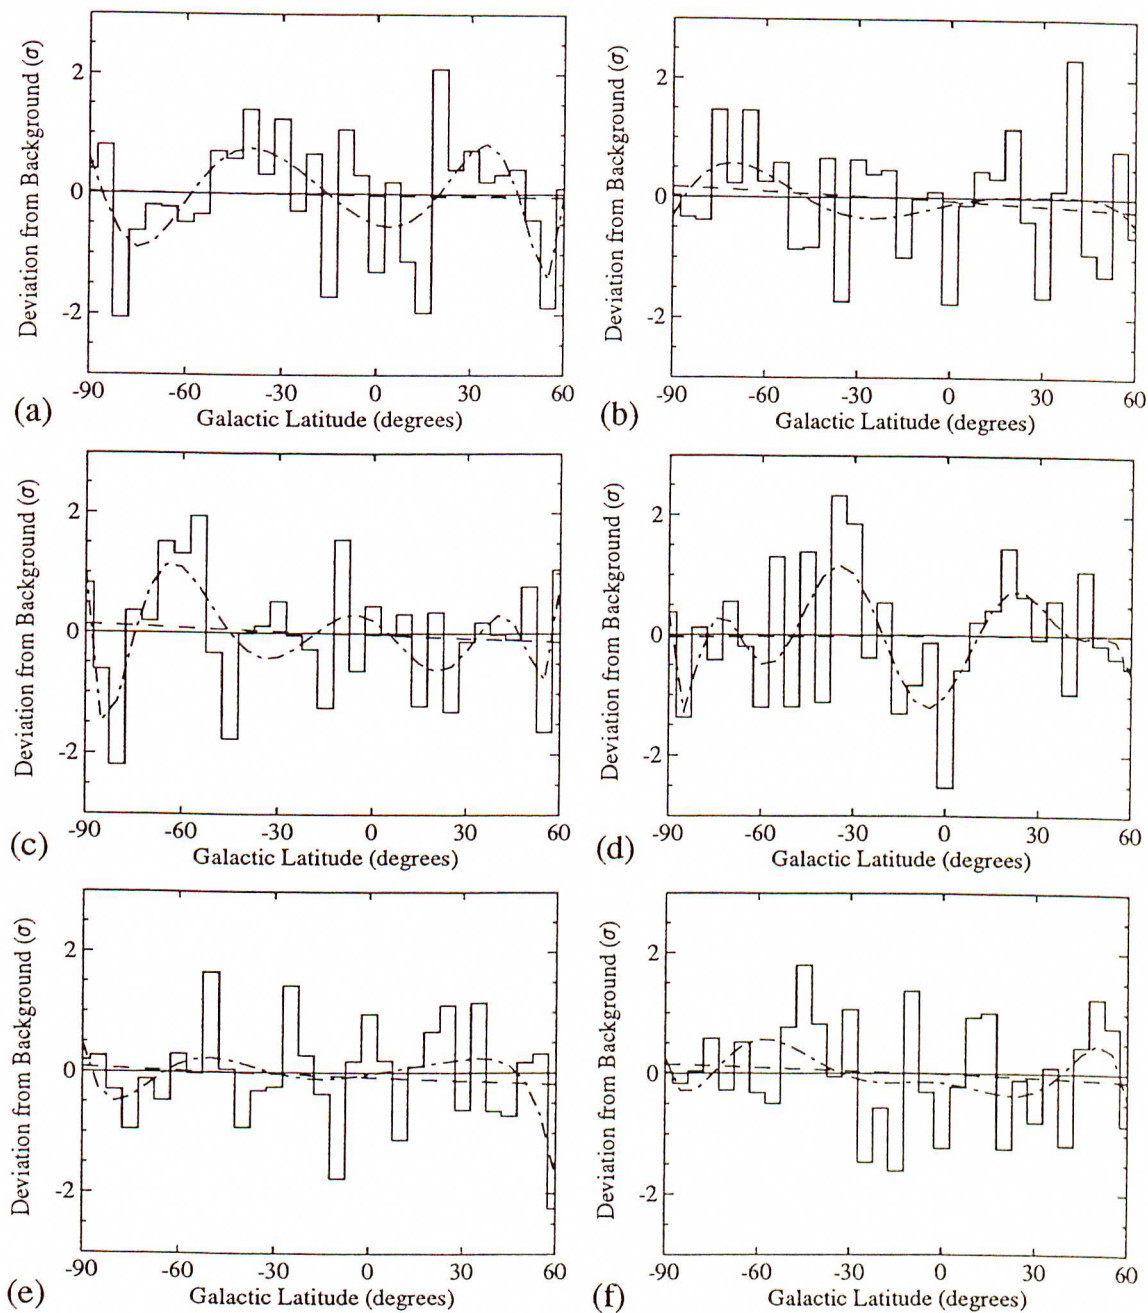 Deviation from Background (σ)
2
0
-2
-90 -60 -30 0 30 60
Galactic Latitude (degrees)
(a)
Deviation from Background (σ)
2
0
-2
-90 -60 -30 0 30 60
Galactic Latitude (degrees)
(b)
Deviation from Background (σ)
2
0
-2
-90 -60 -30 0 30 60
Galactic Latitude (degrees)
(c)
Deviation from Background (σ)
2
0
-2
-90 -60 -30 0 30 60
Galactic Latitude (degrees)
(d)
Deviation from Background (σ)
2
0
-2
-90 -60 -30 0 30 60
Galactic Latitude (degrees)
(e)
Deviation from Background (σ)
2
0
-2
-90 -60 -30 0 30 60
Galactic Latitude (degrees)
(f)